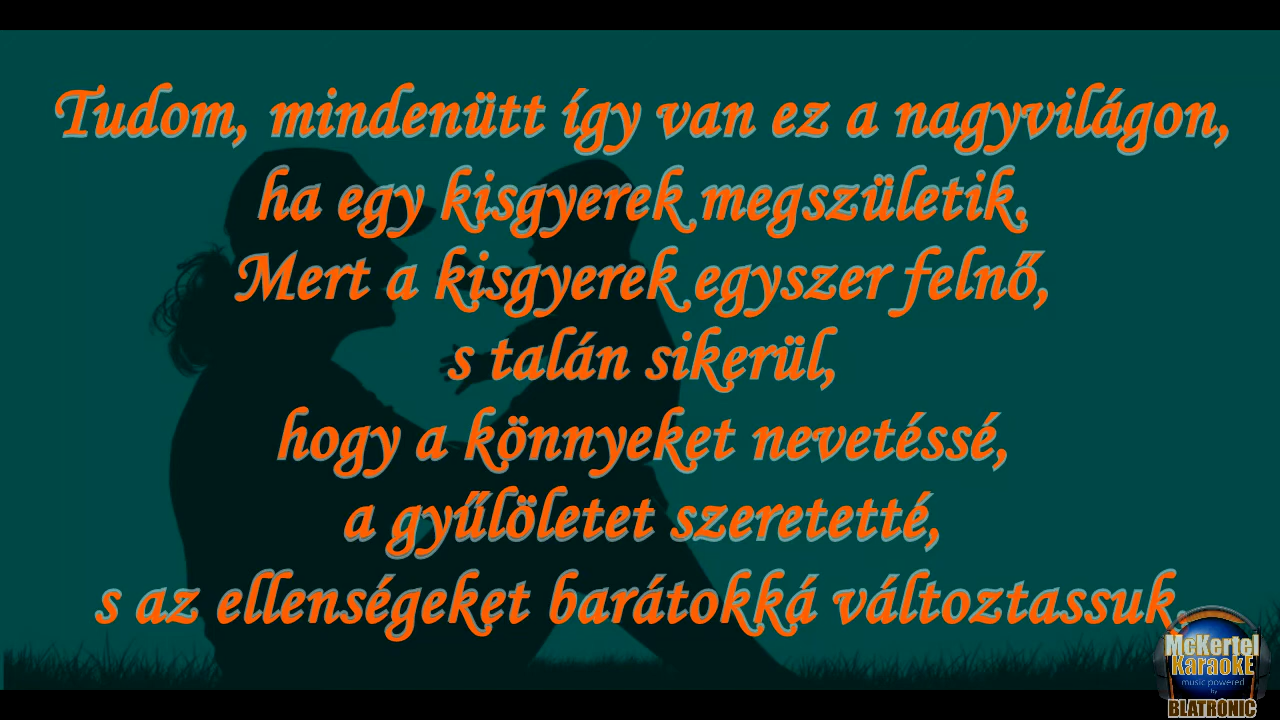 Tudom, mindenütt így van ez a nagyvilágon,
ha egy kisgyerek megszületik.
Mert a kisgyerek egyszer felnő,
s talán sikerül,
hogy a könnyeket nevetéssé,
a gyűlöletet szeretetté,
s az ellenségeket barátokká változtassuk.
McKertel
KaraokE
music powered
by
BLATRONIC